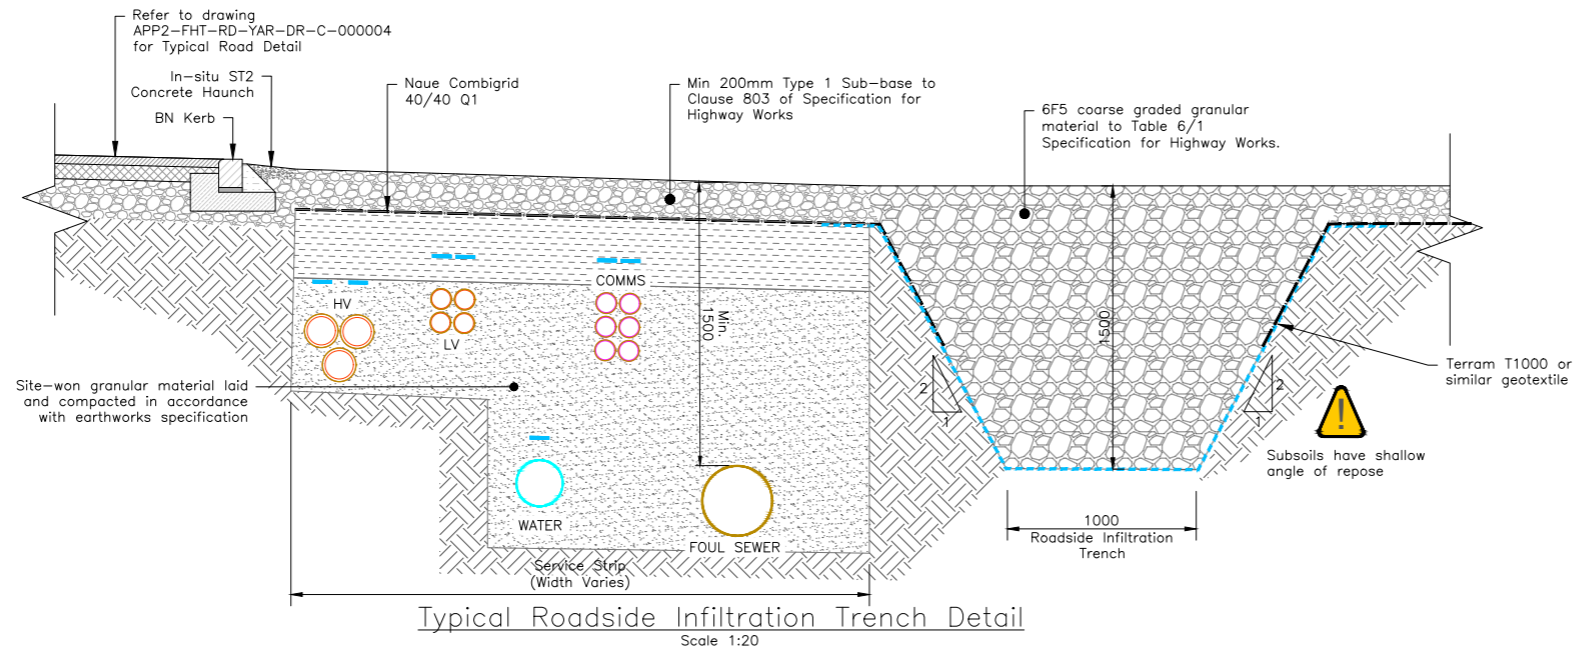 Refer to drawing
APP2-FHT-RD-YAR-DR-C-000004
for Typical Road Detail
In-situ ST2
Concrete Haunch
BN Kerb
Naue Combigrid
40/40 Q1
Min 200mm Type 1 Sub-base to
Clause 803 of Specification for
Highway Works
6F5 coarse graded granular
material to Table 6/1
Specification for Highway Works.
HV
LV
COMMS
Min.
1500
1500
2
1
2
1
Terram T1000 or
similar geotextile
!
Subsoils have shallow
angle of repose
Site-won granular material laid
and compacted in accordance
with earthworks specification
WATER
FOUL SEWER
1000
Roadside Infiltration
Trench
Service Strip
(Width Varies)
Typical Roadside Infiltration Trench Detail
Scale 1:20